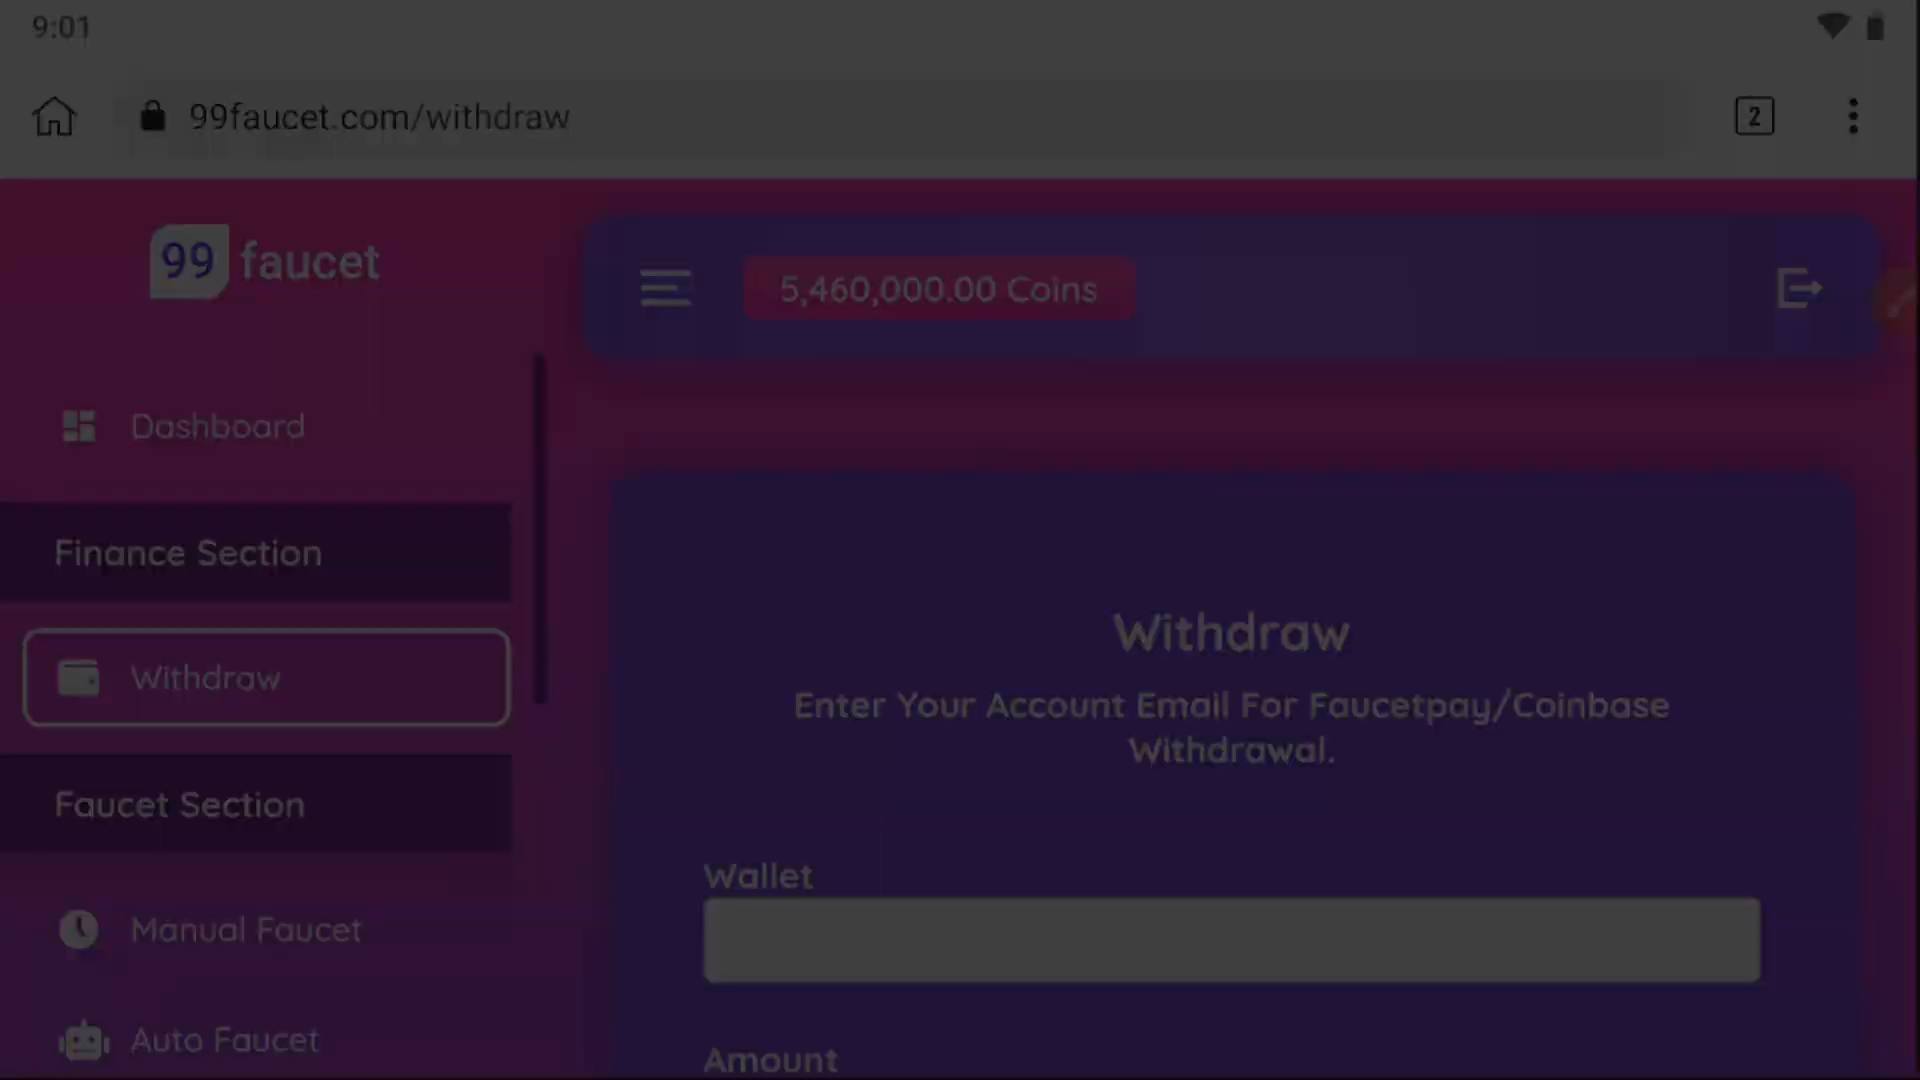 9:01
99faucet.com/withdraw
2
99 faucet
5,460,000.00 Coins
Dashboard
Finance Section
Withdraw
Faucet Section
Manual Faucet
Auto Faucet
Withdraw
Enter Your Account Email For Faucetpay/Coinbase
Withdrawal.
Wallet
Amount